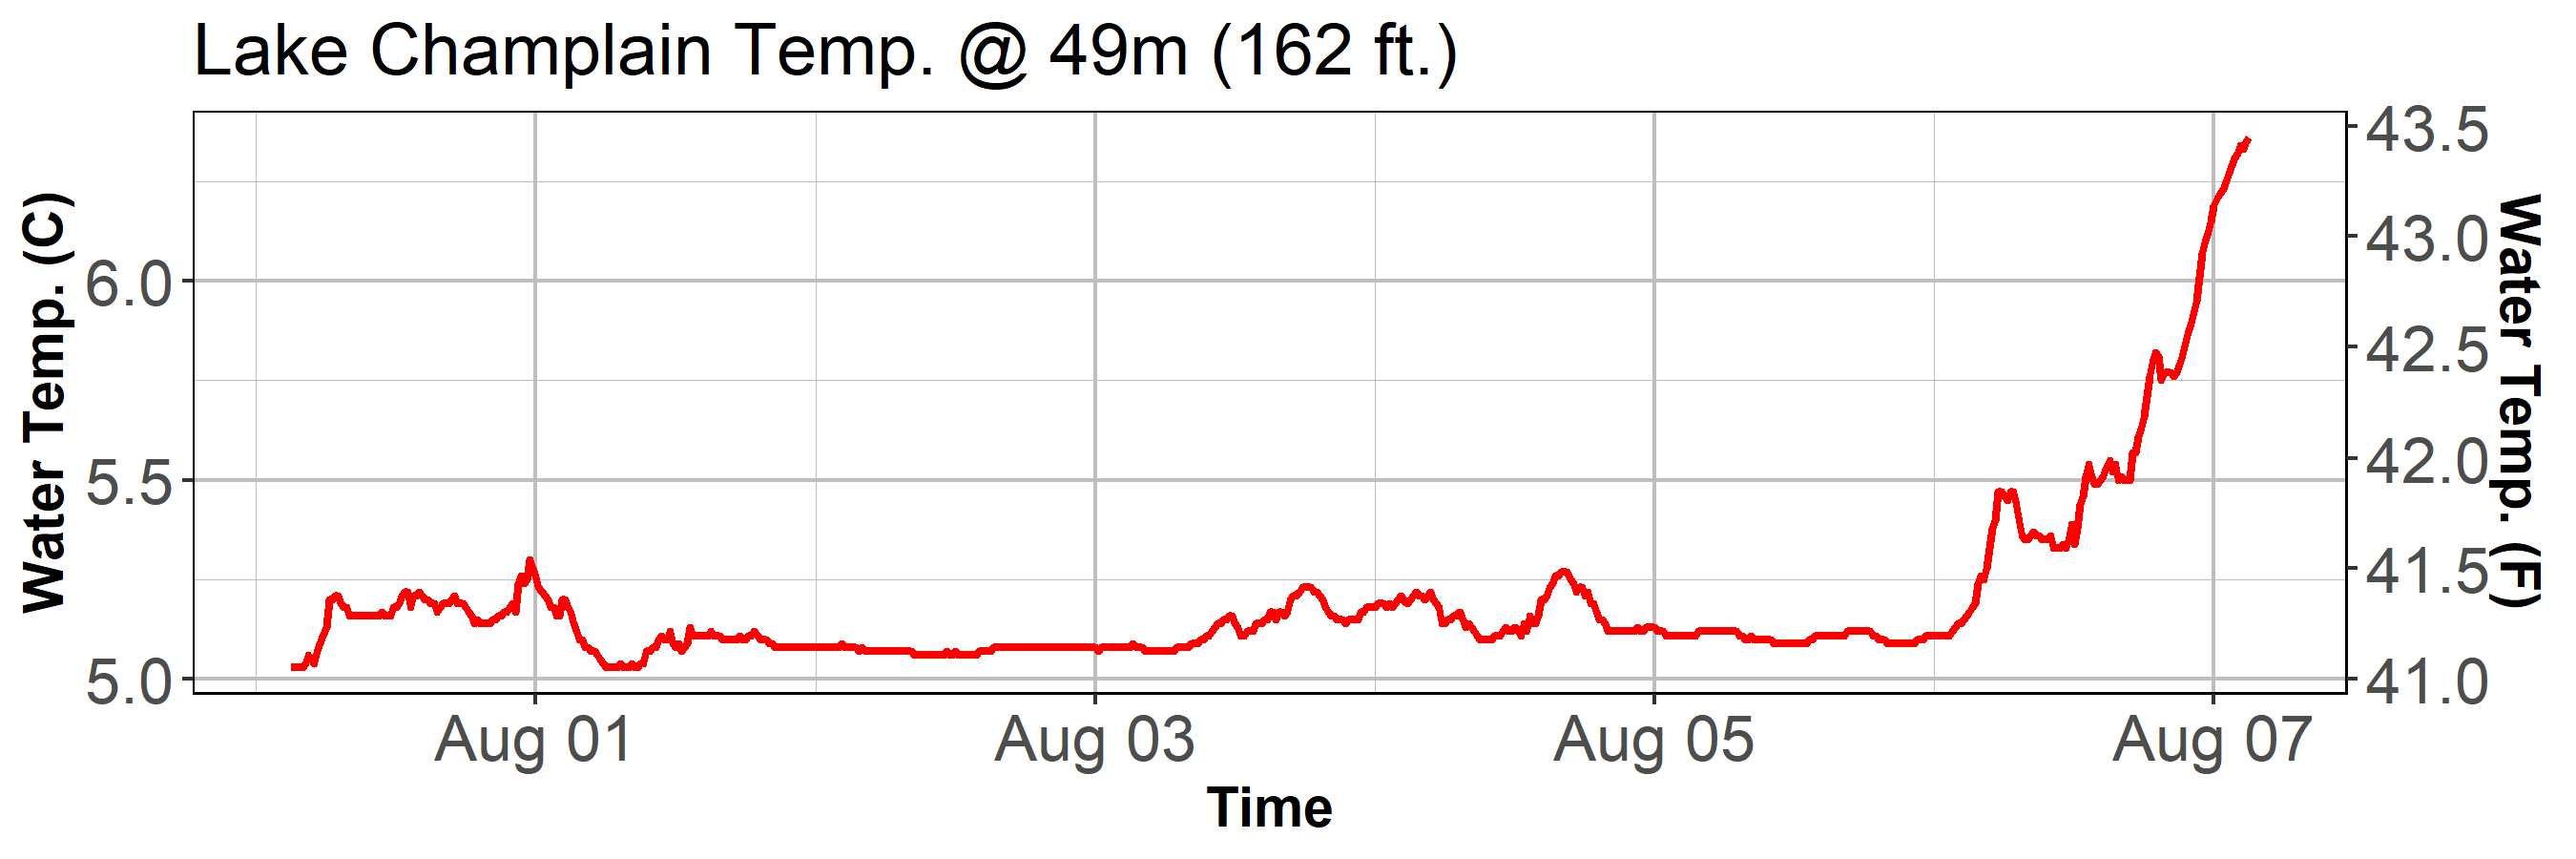 Lake Champlain Temp. @ 49m (162 ft.)
Water Temp. (C)
6.0
5.5
5.0
43.5
43.0
42.5
42.0
41.5
41.0
Water Temp. (F)
Aug 01
Aug 03
Aug 05
Aug 07
Time